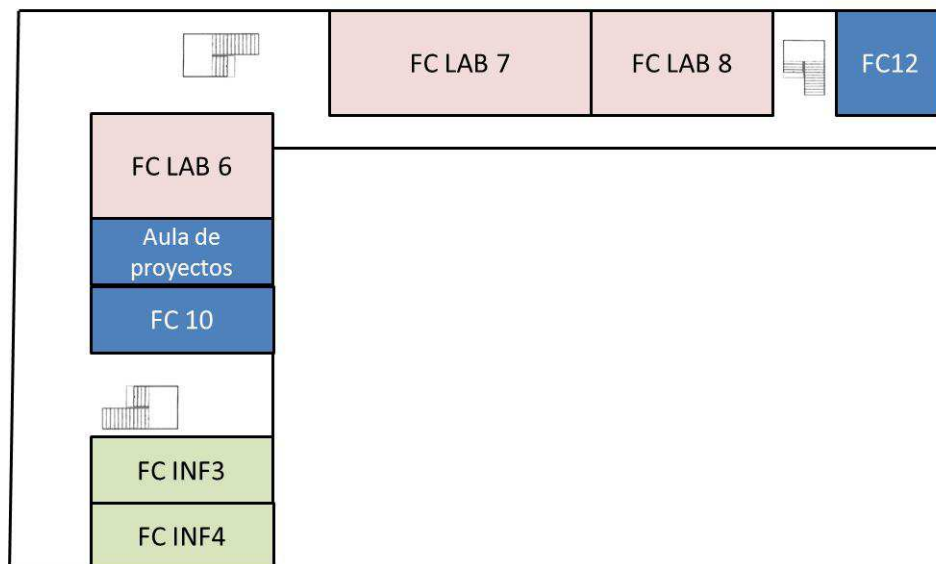 FC LAB 7
FC LAB 8
FC12
FC LAB 6
Aula de
proyectos
FC 10
FC INF3
FC INF4